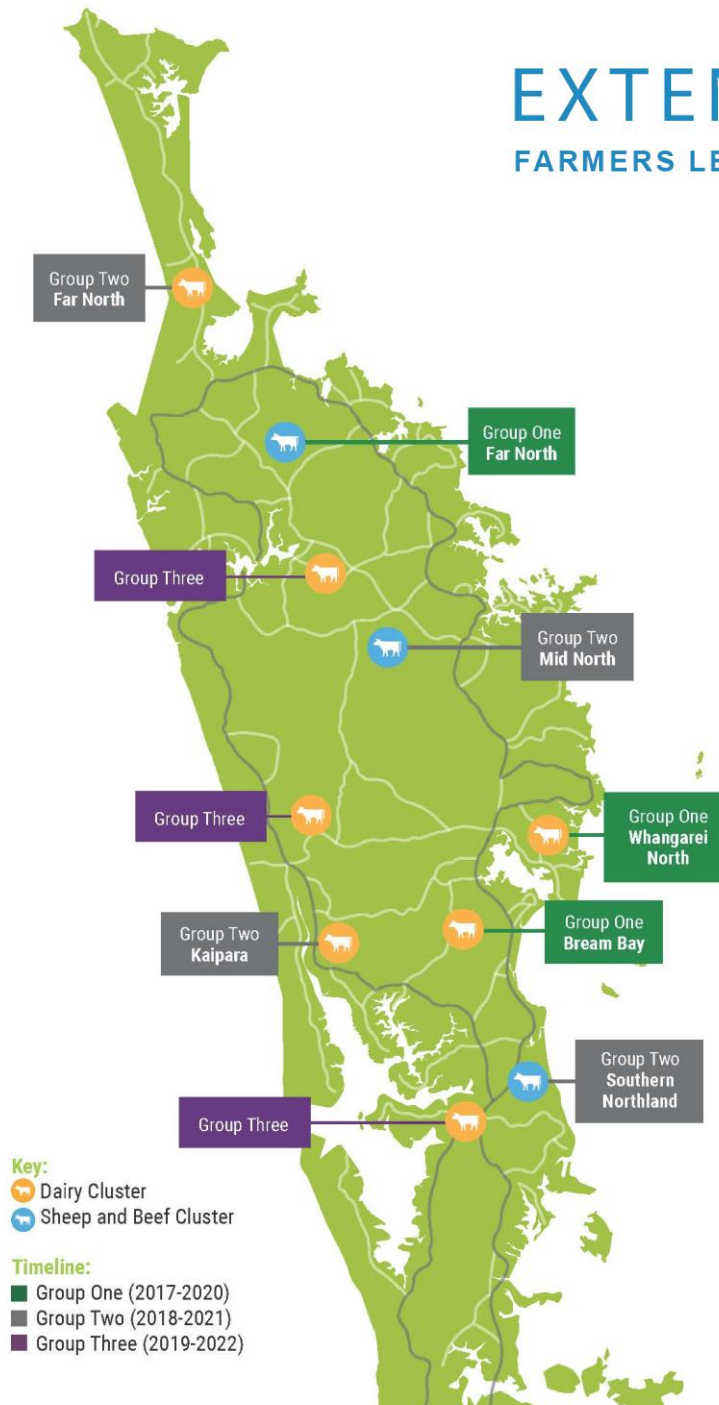 EXTEN
FARMERS LE
Group Two
Far North
Group One
Far North
Group Three
Group Two
Mid North
Group Three
Group One
Whangarei
North
Group Two
Kaipara
Group One
Bream Bay
Group Two
Southern
Northland
Group Three
Key:
Dairy Cluster
Sheep and Beef Cluster
Timeline:
Group One (2017-2020)
Group Two (2018-2021)
Group Three (2019-2022)